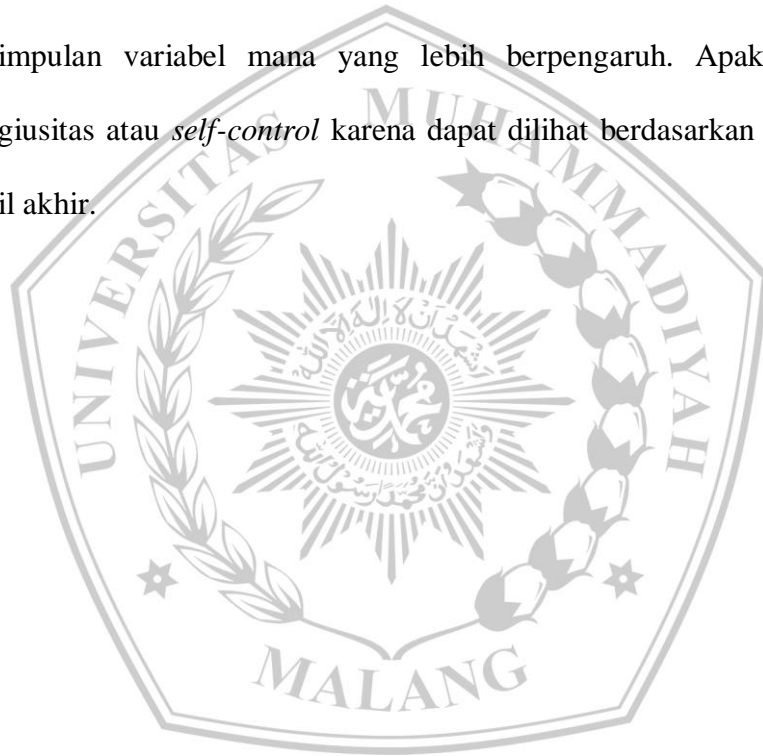 impulan variabel mana yang lebih berpengaruh. Apak
giusitas atau self-control karena dapat dilihat berdasarkan
il akhir.
UNIVERSITAS MUHAMMADIYAH
MALANG